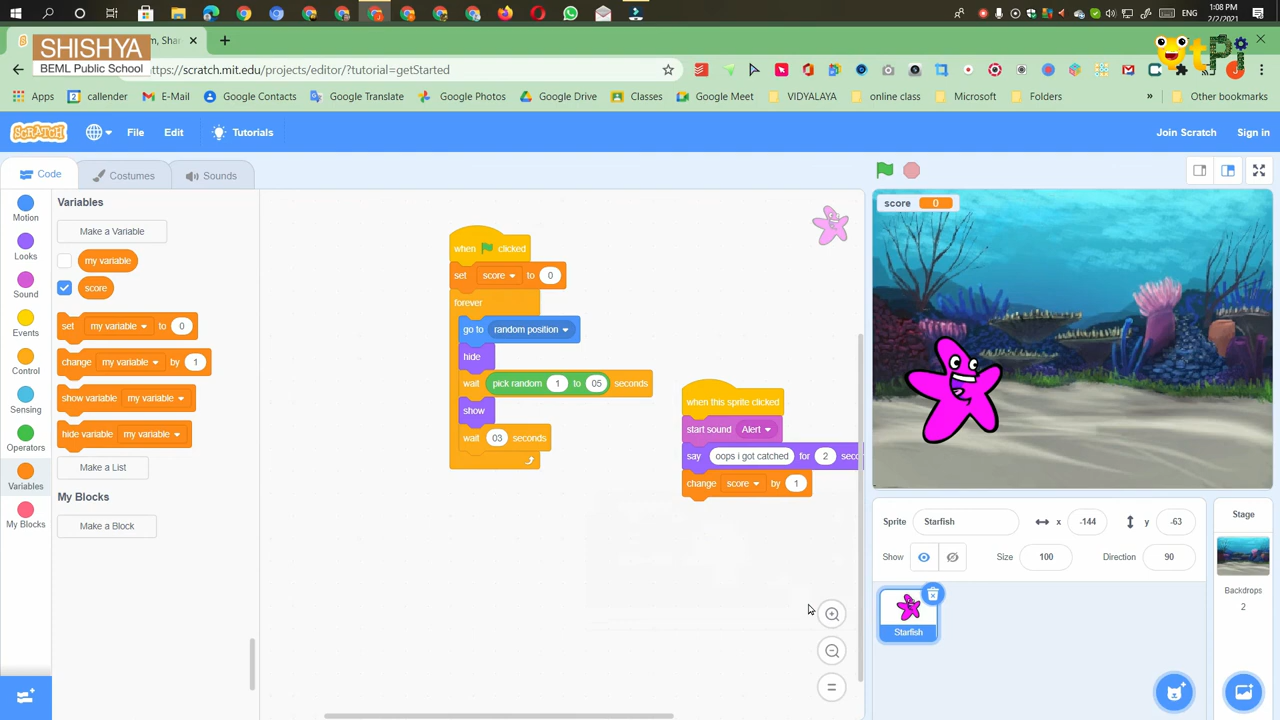 1:08 PM
ENG
2/2/2021
SHISHYA
BEML Public School
m, Shar
https://scratch.mit.edu/projects/editor/?tutorial=getStarted
Apps callender E-Mail Google Contacts Google Translate Google Photos Google Drive Classes Google Meet VIDYALAYA online class Microsoft Folders » Other bookmarks
SCRATCH File Edit Tutorials Join Scratch Sign in
Code Costumes Sounds
Motion
Looks
Sound
Events
Control
Sensing
Operators
Variables
My Blocks
Variables
Make a Variable
my variable
score
set my variable to 0
change my variable by 1
show variable my variable
hide variable my variable
Make a List
My Blocks
Make a Block
when clicked
set score to 0
forever
go to random position
hide
wait pick random 1 to 05 seconds
show
wait 03 seconds
when this sprite clicked
start sound Alert
say oops i got catched for 2 seco
change score by 1
score 0
Sprite Starfish x -144 y -63
Show Size 100 Direction 90
Starfish
Stage
Backdrops
2